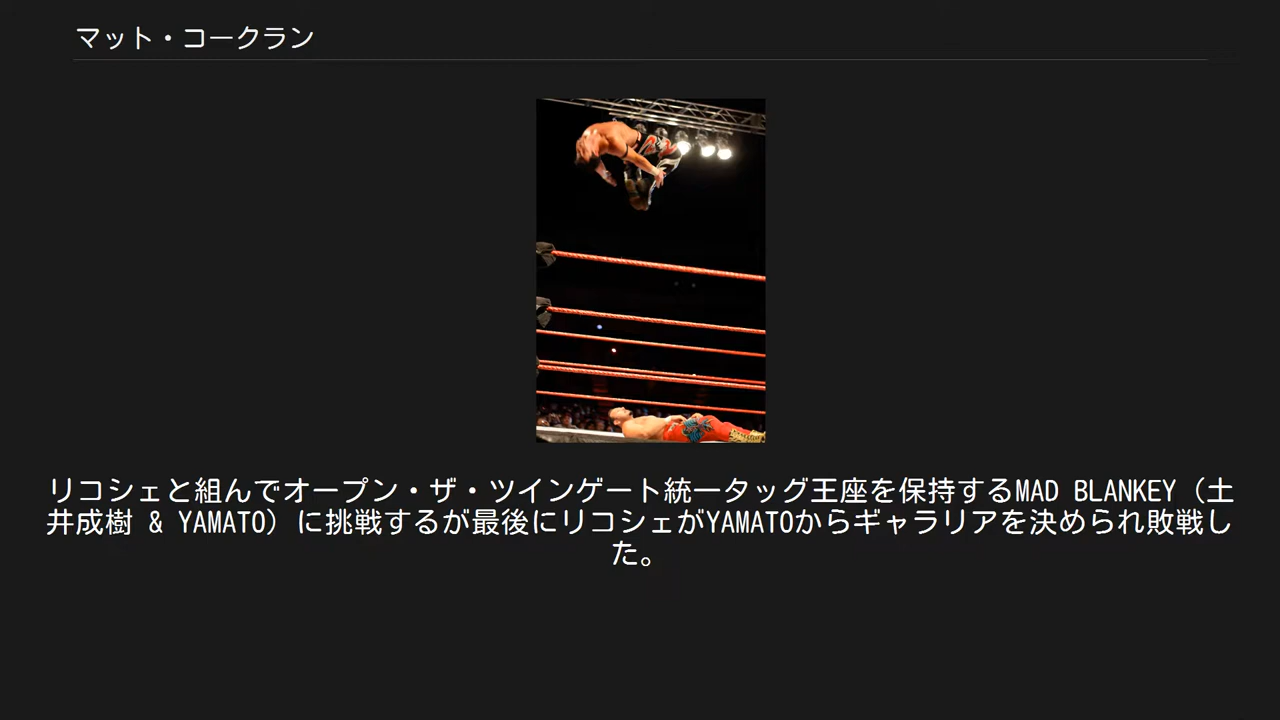 マット・コークラン
リコシェと組んでオープン・ザ・ツインゲート統一タッグ王座を保持するMAD BLANKEY（土
井成樹 & YAMATO）に挑戦するが最後にリコシェがYAMATOからギャラリアを決められ敗戦し
た。